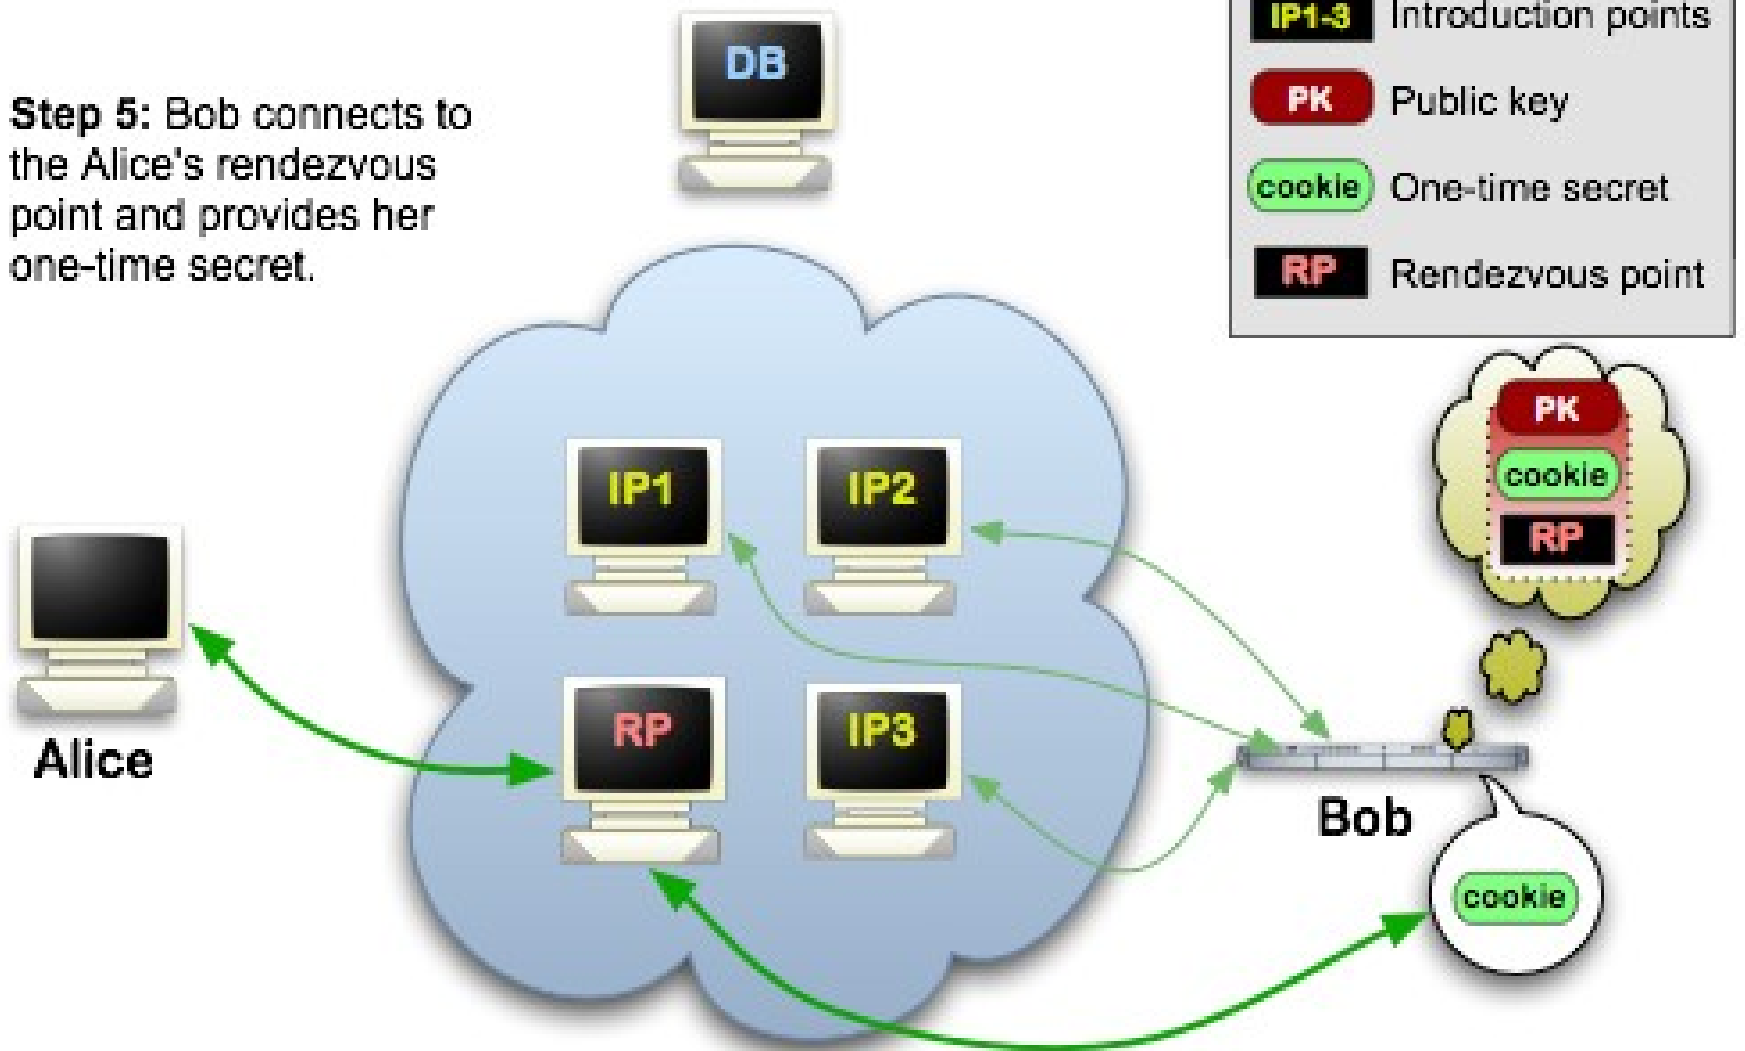 DB
Step 5: Bob connects to
the Alice's rendezvous
point and provides her
one-time secret.
IP1-3 Introduction points
PK Public key
cookie One-time secret
RP Rendezvous point
PK
cookie
RP
IP1 IP2
RP IP3
Alice
Bob
cookie